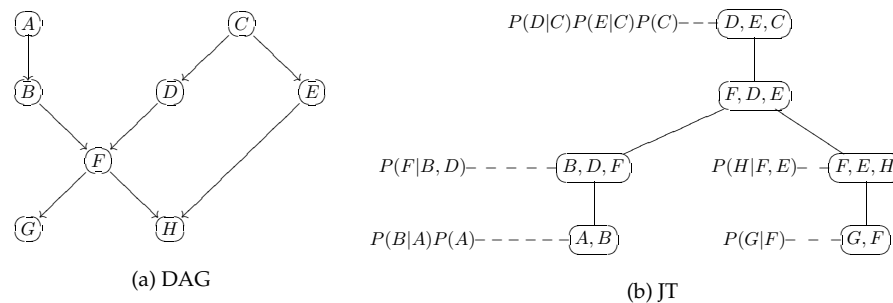 A
C
P(D|C)P(E|C)P(C)
D, E, C
B
D
E
F, D, E
F
P(F|B, D)
B, D, F
P(H|F, E)
F, E, H
G
H
P(B|A)P(A)
A, B
P(G|F)
G, F
(a) DAG
(b) JT